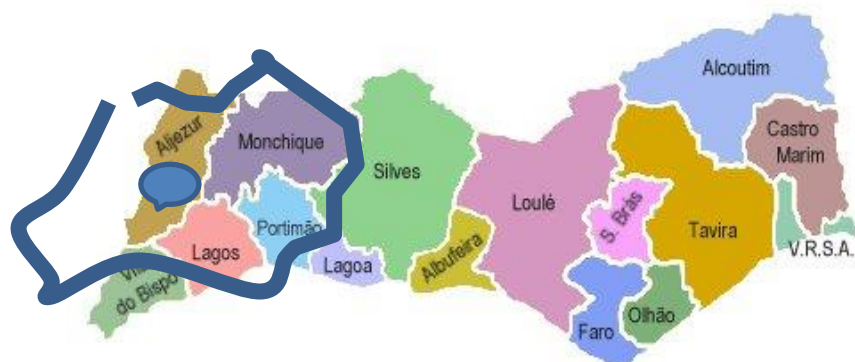 Alcoutim
Aljezur
Monchique
Castro
Marim
Silves
Loulé
S. Brás
Tavira
Portimão
Lagos
Lagoa
Albufeira
V.R.S.A.
do Bispo
Faro
Olhão